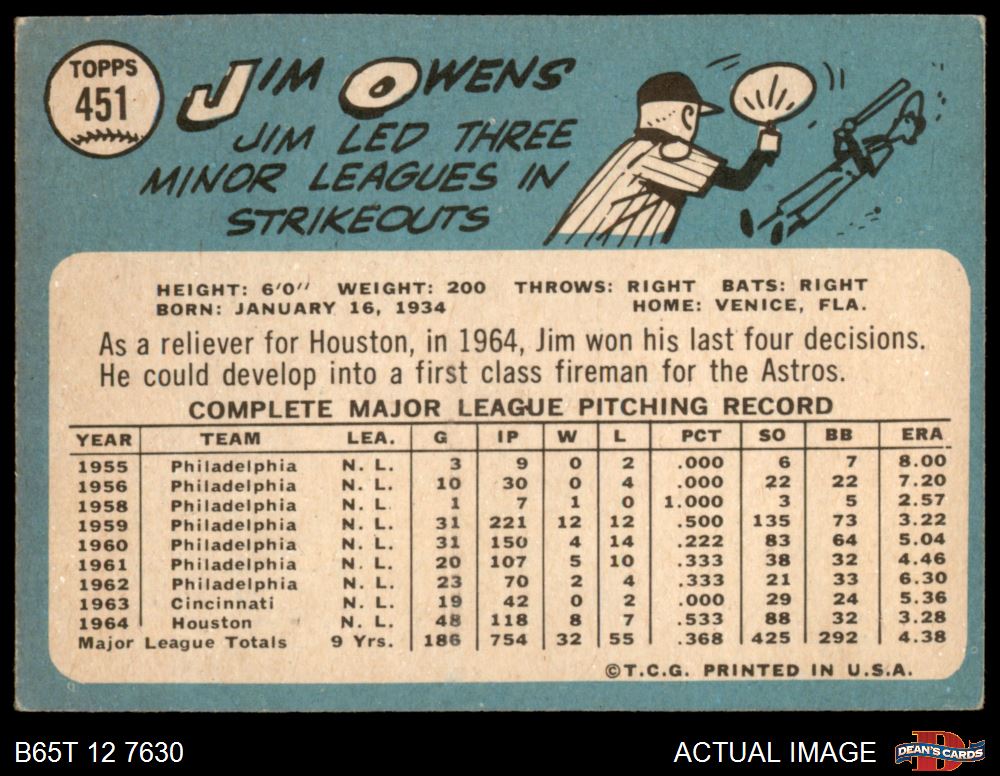 TOPPS
451
JIM OWENS
JIM LED THREE
MINOR LEAGUES IN
STRIKEOUTS
HEIGHT: 6'0" WEIGHT: 200 THROWS: RIGHT BATS: RIGHT
BORN: JANUARY 16, 1934 HOME: VENICE, FLA.
As a reliever for Houston, in 1964, Jim won his last four decisions.
He could develop into a first class fireman for the Astros.
COMPLETE MAJOR LEAGUE PITCHING RECORD
YEAR TEAM LEA. G IP W L PCT SO BB ERA
1955 Philadelphia N. L. 3 9 0 2 .000 6 7 8.00
1956 Philadelphia N. L. 10 30 0 4 .000 22 22 7.20
1958 Philadelphia N. L. 1 7 1 0 1.000 3 5 2.57
1959 Philadelphia N. L. 31 221 12 12 .500 135 73 3.22
1960 Philadelphia N. L. 31 150 4 14 .222 83 64 5.04
1961 Philadelphia N. L. 20 107 5 10 .333 38 32 4.46
1962 Philadelphia N. L. 23 70 2 4 .333 21 33 6.30
1963 Cincinnati N. L. 19 42 0 2 .000 29 24 5.36
1964 Houston N. L. 48 118 8 7 .533 88 32 3.28
Major League Totals 9 Yrs. 186 754 32 55 .368 425 292 4.38
©T.C.G. PRINTED IN U.S.A.
B65T 12 7630 ACTUAL IMAGE DEAN'S CARDS